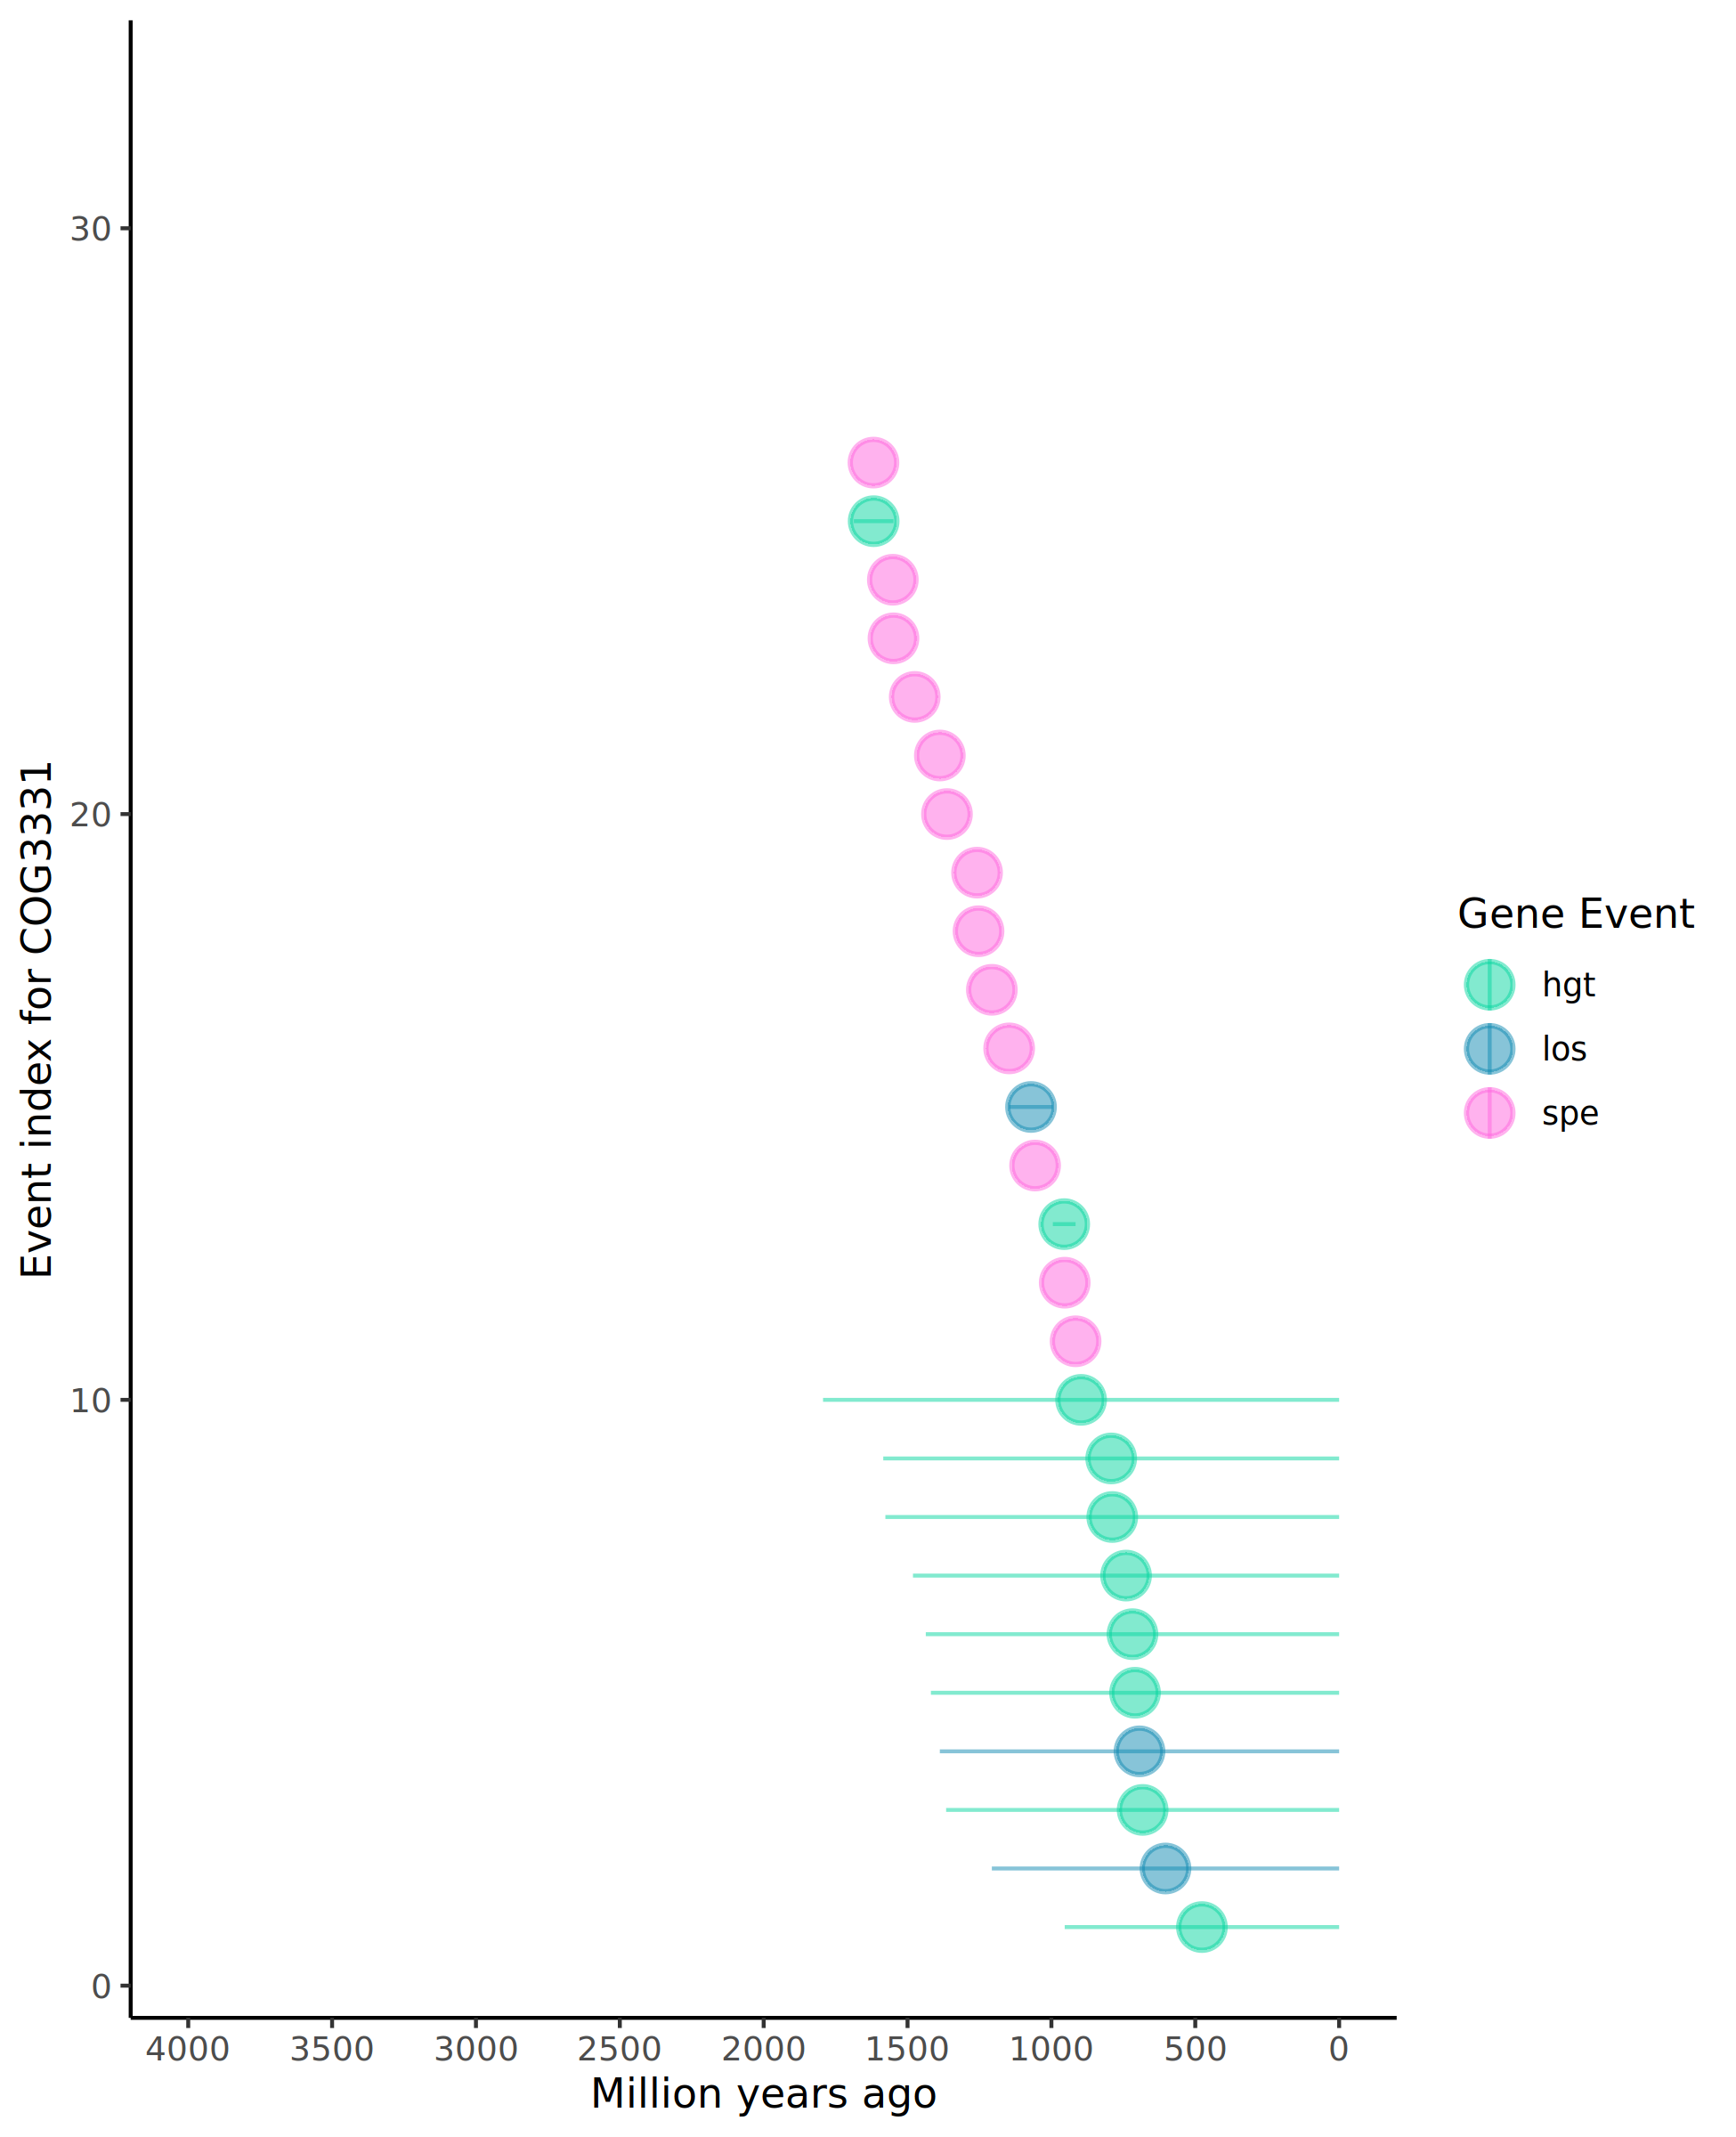 Event index for COG3331
30
20
10
0
4000 3500 3000 2500 2000 1500 1000 500 0
Million years ago
Gene Event
hgt
los
spe